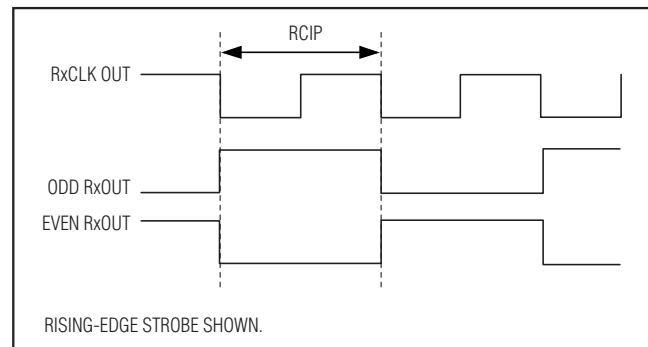 RCIP
RxCLK OUT
ODD RxOUT
EVEN RxOUT
RISING-EDGE STROBE SHOWN.